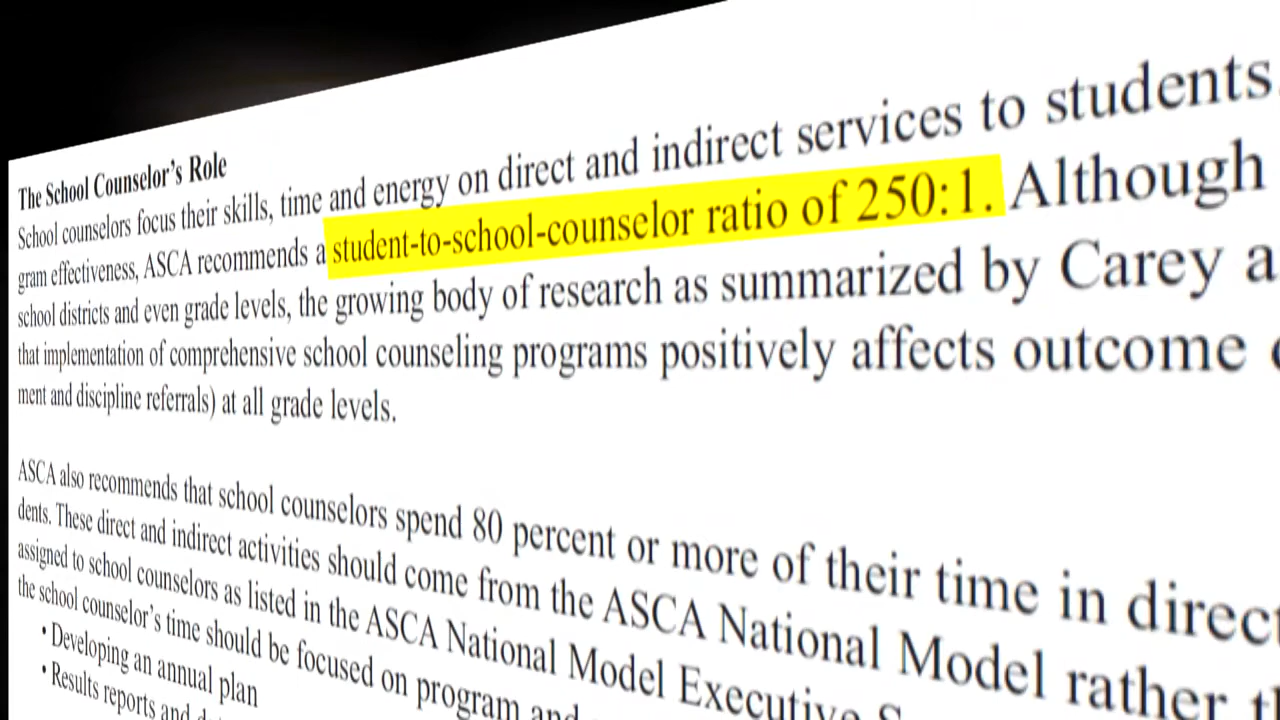 The School Counselor's Role
School counselors focus their skills, time and energy on direct and indirect services to students.
gram effectiveness, ASCA recommends a student-to-school-counselor ratio of 250:1. Although
school districts and even grade levels, the growing body of research as summarized by Carey a
that implementation of comprehensive school counseling programs positively affects outcome
ment and discipline referrals) at all grade levels.
ASCA also recommends that school counselors spend 80 percent or more of their time in direc
dents. These direct and indirect activities should come from the ASCA National Model rather t
assigned to school counselors as listed in the ASCA National Model Executive S
the school counselor's time should be focused on program and
• Developing an annual plan
• Results reports and